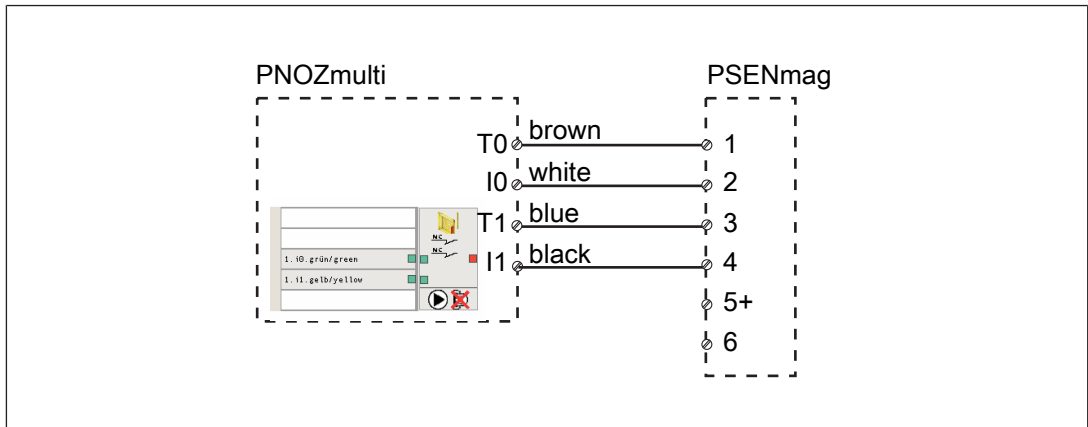 PNOZmulti
PSENmag
T0 brown 1
I0 white 2
T1 blue 3
I1 black 4
5+
6
NC
NC
1.i0.grün/green
1.i1.gelb/yellow